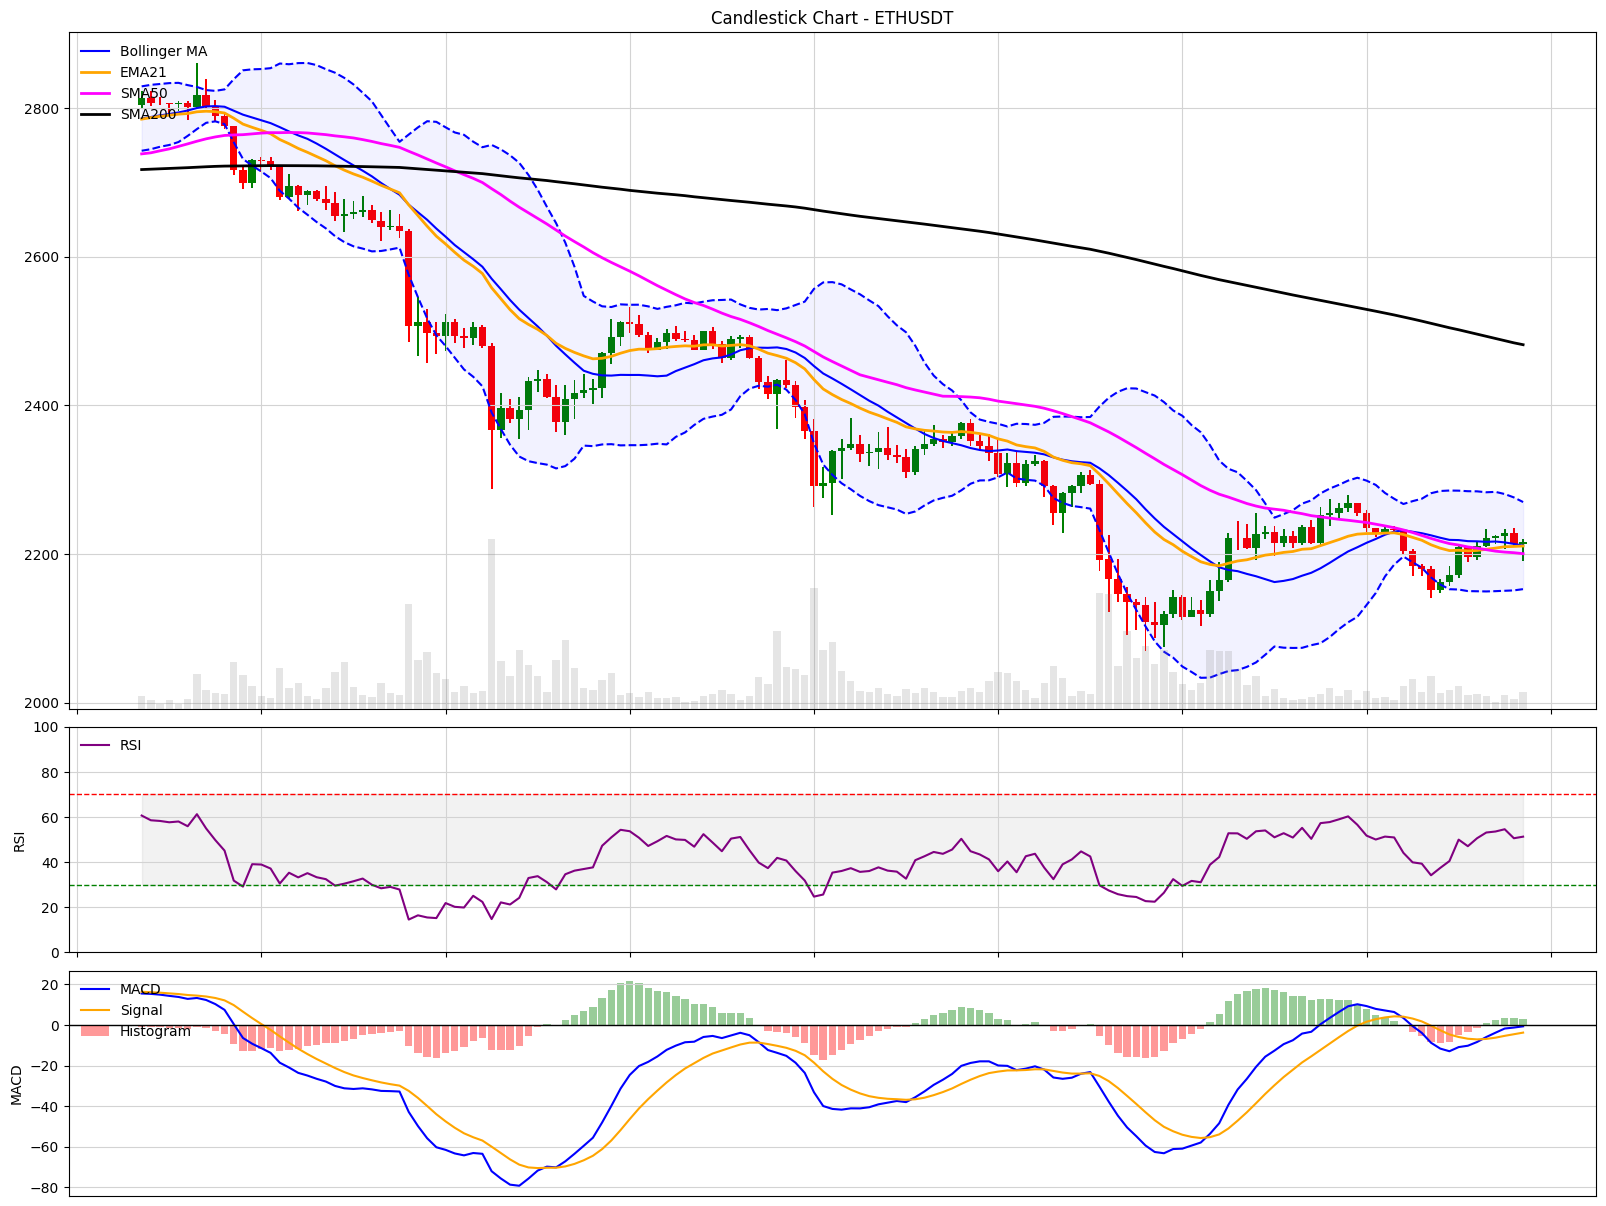 Candlestick Chart - ETHUSDT
Bollinger MA
EMA21
SMA50
SMA200
2800
2600
2400
2200
2000
RSI
100
80
60
40
20
0
RSI
MACD
Signal
Histogram
20
0
−20
−40
−60
−80
MACD